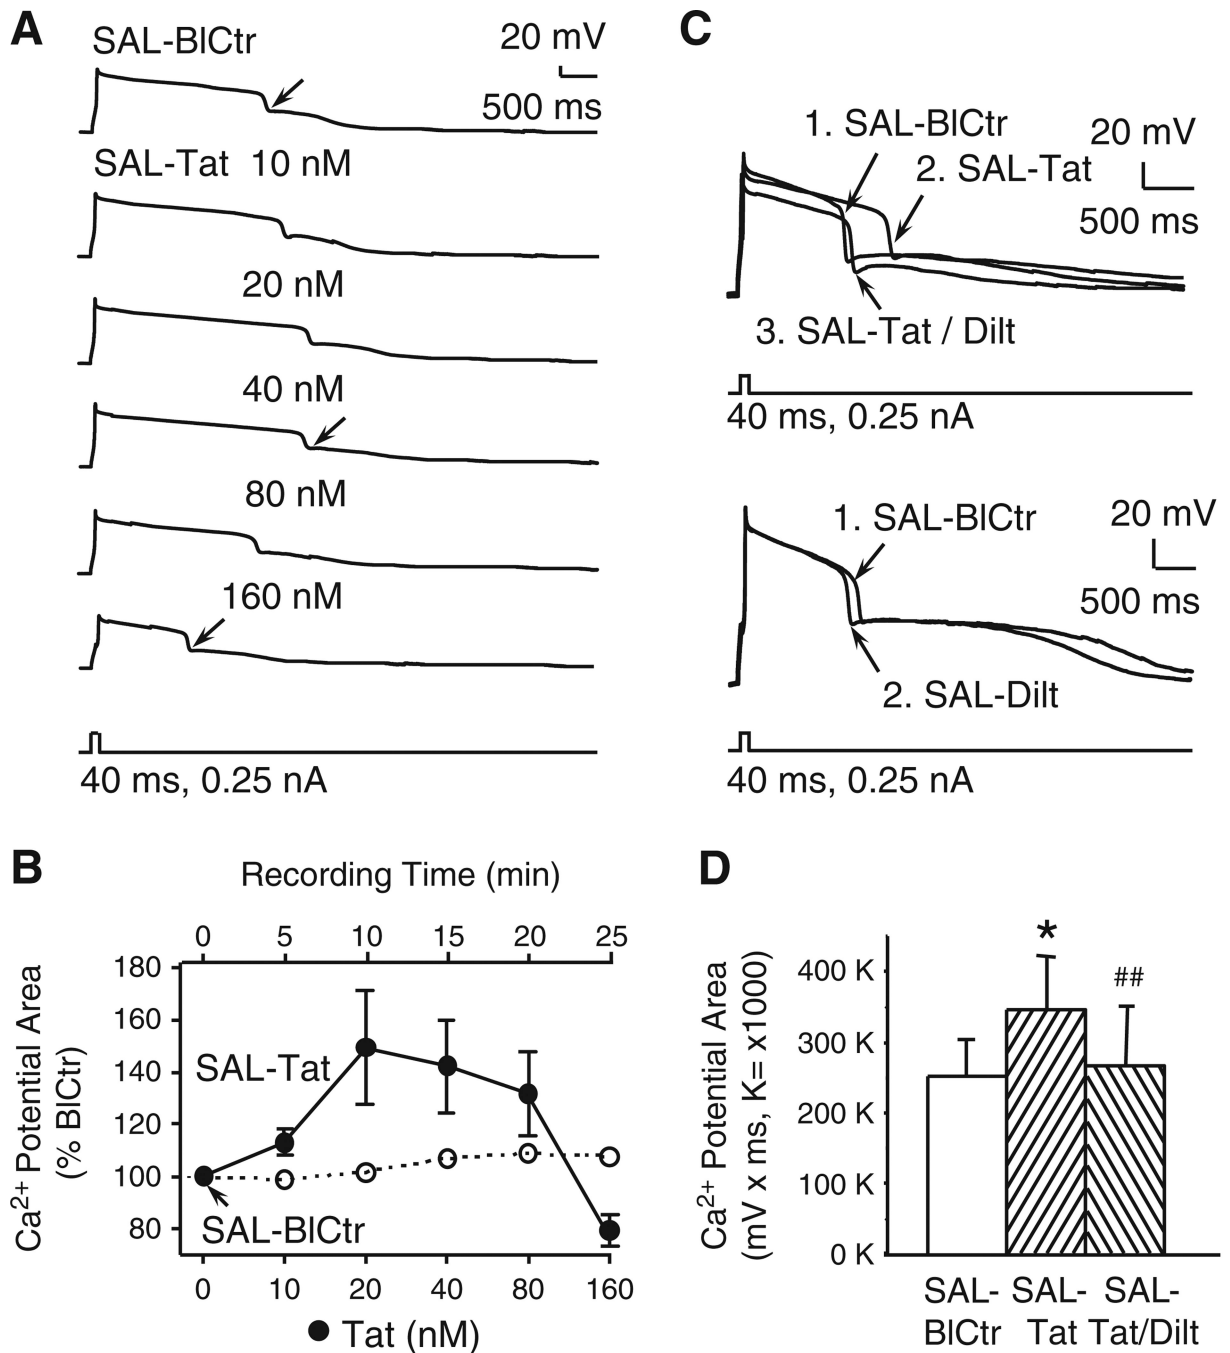 A
SAL-BlCtr
20 mV
500 ms
SAL-Tat 10 nM
20 nM
40 nM
80 nM
160 nM
40 ms, 0.25 nA
C
1. SAL-BlCtr
20 mV
2. SAL-Tat
500 ms
3. SAL-Tat / Dilt
40 ms, 0.25 nA
1. SAL-BlCtr
20 mV
500 ms
2. SAL-Dilt
40 ms, 0.25 nA
B
Recording Time (min)
0 5 10 15 20 25
Ca²⁺ Potential Area
(% BlCtr)
180
160
140
120
100
80
SAL-Tat
SAL-BlCtr
0 10 20 40 80 160
● Tat (nM)
D
Ca²⁺ Potential Area
(mV x ms, K= x1000)
400 K
300 K
200 K
100 K
0 K
*
##
SAL- SAL- SAL-
BlCtr Tat Tat/Dilt